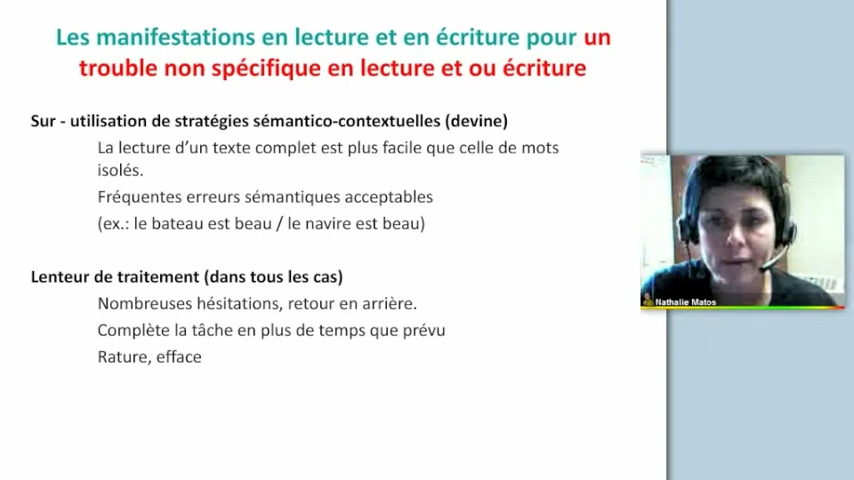 Les manifestations en lecture et en écriture pour un
trouble non spécifique en lecture et ou écriture
Sur - utilisation de stratégies sémantico-contextuelles (devine)
La lecture d'un texte complet est plus facile que celle de mots
isolés.
Fréquentes erreurs sémantiques acceptables
(ex.: le bateau est beau / le navire est beau)
Lenteur de traitement (dans tous les cas)
Nombreuses hésitations, retour en arrière.
Complète la tâche en plus de temps que prévu
Rature, efface
Nathalie Matos